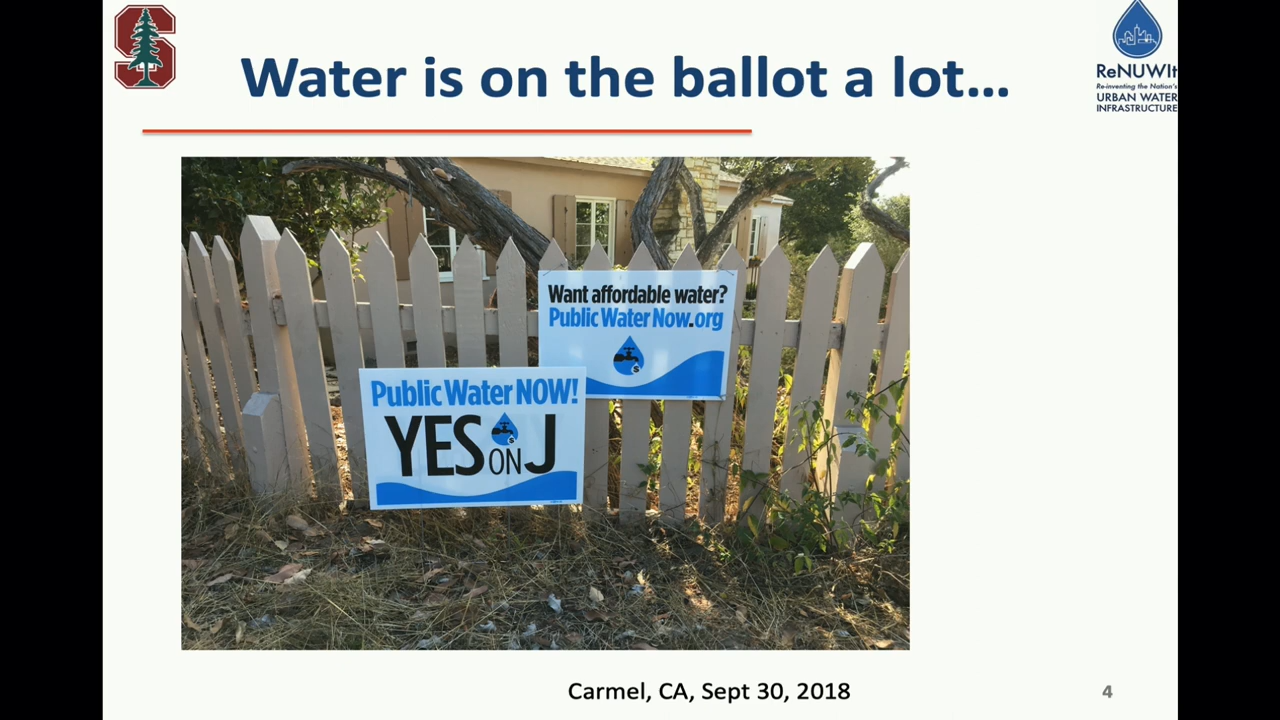 Water is on the ballot a lot…
ReNUWIt
Re-inventing the Nation's
URBAN WATER
INFRASTRUCTURE
S
Want affordable water?
Public Water Now.org
$
Public Water NOW!
YES ON J
$
Carmel, CA, Sept 30, 2018
4